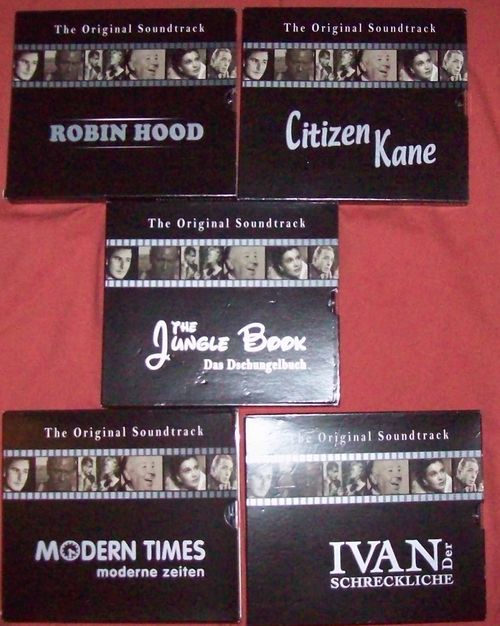 The Original Soundtrack
ROBIN HOOD
The Original Soundtrack
Citizen
Kane
The Original Soundtrack
THE
JUNGLE BOOK
Das Dschungelbuch
The Original Soundtrack
MODERN TIMES
moderne zeiten
The Original Soundtrack
IVAN Der
SCHRECKLICHE